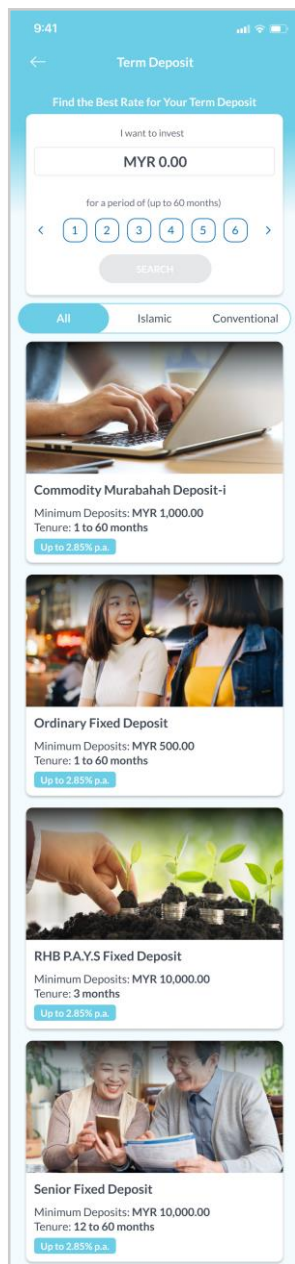 9:41
Term Deposit
Find the Best Rate for Your Term Deposit
I want to invest
MYR 0.00
for a period of (up to 60 months)
1 2 3 4 5 6
SEARCH
All Islamic Conventional
Commodity Murabahah Deposit-i
Minimum Deposits: MYR 1,000.00
Tenure: 1 to 60 months
Up to 2.85% p.a.
Ordinary Fixed Deposit
Minimum Deposits: MYR 500.00
Tenure: 1 to 60 months
Up to 2.85% p.a.
RHB P.A.Y.S Fixed Deposit
Minimum Deposits: MYR 10,000.00
Tenure: 3 months
Up to 2.85% p.a.
Senior Fixed Deposit
Minimum Deposits: MYR 10,000.00
Tenure: 12 to 60 months
Up to 2.85% p.a.